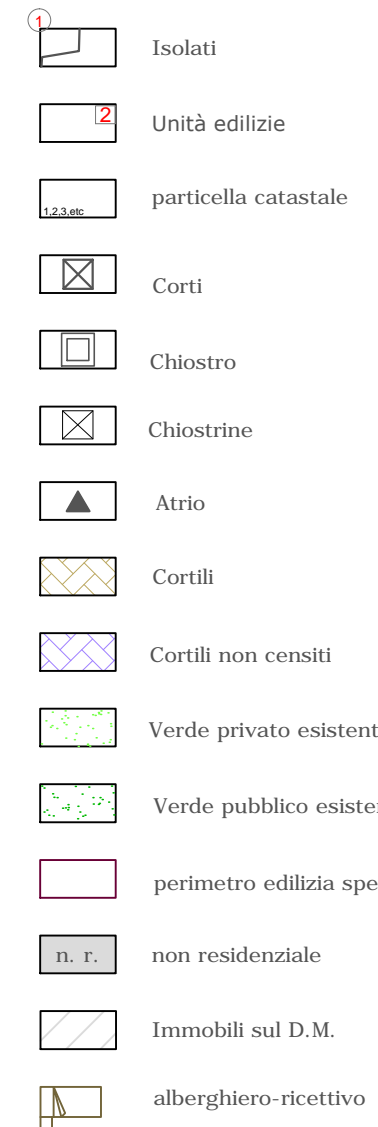 1
Isolati
2
Unità edilizie
1,2,3,etc
particella catastale
Corti
Chiostro
Chiostrine
Atrio
Cortili
Cortili non censiti
Verde privato esistent
Verde pubblico esister
perimetro edilizia spe
n. r.
non residenziale
Immobili sul D.M.
alberghiero-ricettivo